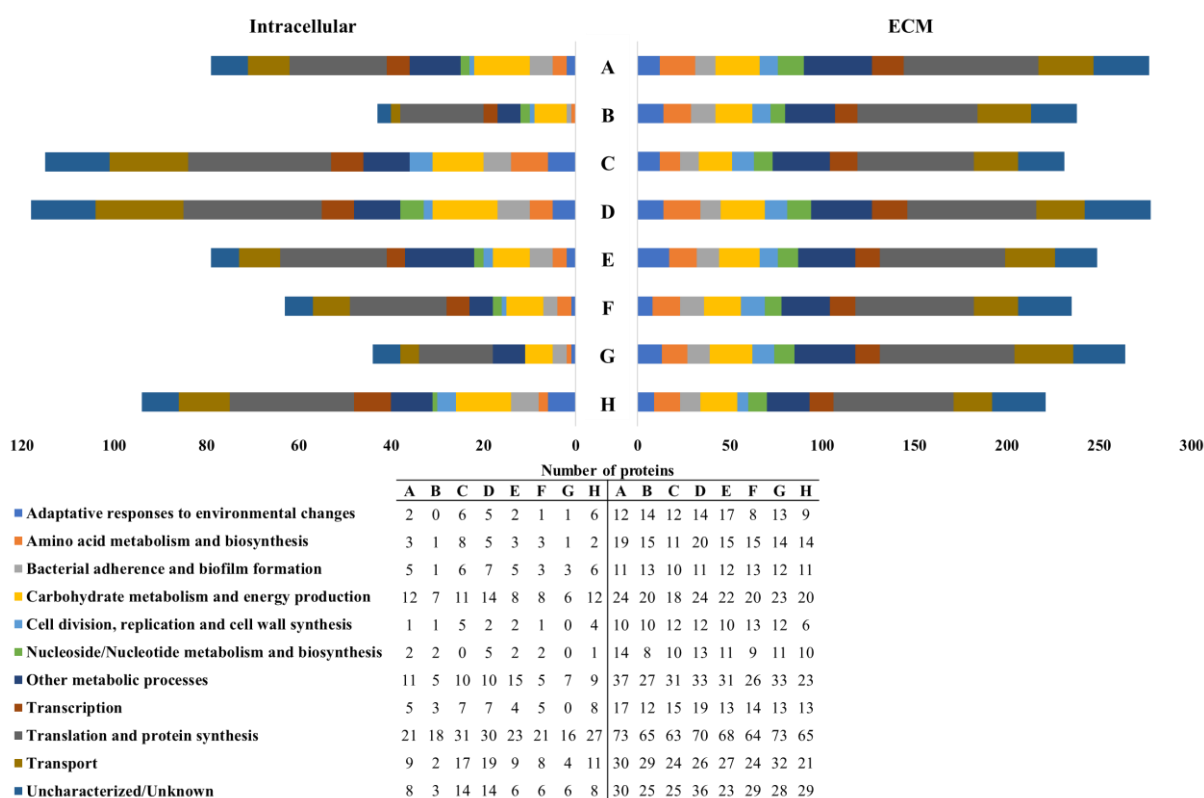 Intracellular ECM
A
B
C
D
E
F
G
H
120 100 80 60 40 20 0 0 50 100 150 200 250 300
Number of proteins
A B C D E F G H A B C D E F G H
Adaptative responses to environmental changes 2 0 6 5 2 1 1 6 12 14 12 14 17 8 13 9
Amino acid metabolism and biosynthesis 3 1 8 5 3 3 1 2 19 15 11 20 15 15 14 14
Bacterial adherence and biofilm formation 5 1 6 7 5 3 3 6 11 13 10 11 12 13 12 11
Carbohydrate metabolism and energy production 12 7 11 14 8 8 6 12 24 20 18 24 22 20 23 20
Cell division, replication and cell wall synthesis 1 1 5 2 2 1 0 4 10 10 12 12 10 13 12 6
Nucleoside/Nucleotide metabolism and biosynthesis 2 2 0 5 2 2 0 1 14 8 10 13 11 9 11 10
Other metabolic processes 11 5 10 10 15 5 7 9 37 27 31 33 31 26 33 23
Transcription 5 3 7 7 4 5 0 8 17 12 15 19 13 14 13 13
Translation and protein synthesis 21 18 31 30 23 21 16 27 73 65 63 70 68 64 73 65
Transport 9 2 17 19 9 8 4 11 30 29 24 26 27 24 32 21
Uncharacterized/Unknown 8 3 14 14 6 6 6 8 30 25 25 36 23 29 28 29